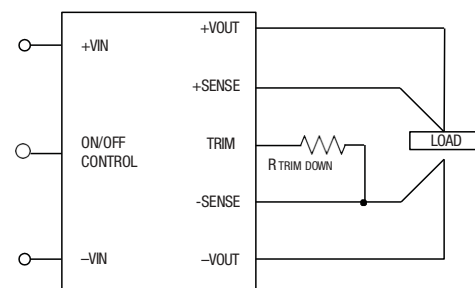 +VIN
ON/OFF
CONTROL
–VIN
+VOUT
+SENSE
TRIM
-SENSE
–VOUT
R TRIM DOWN
LOAD